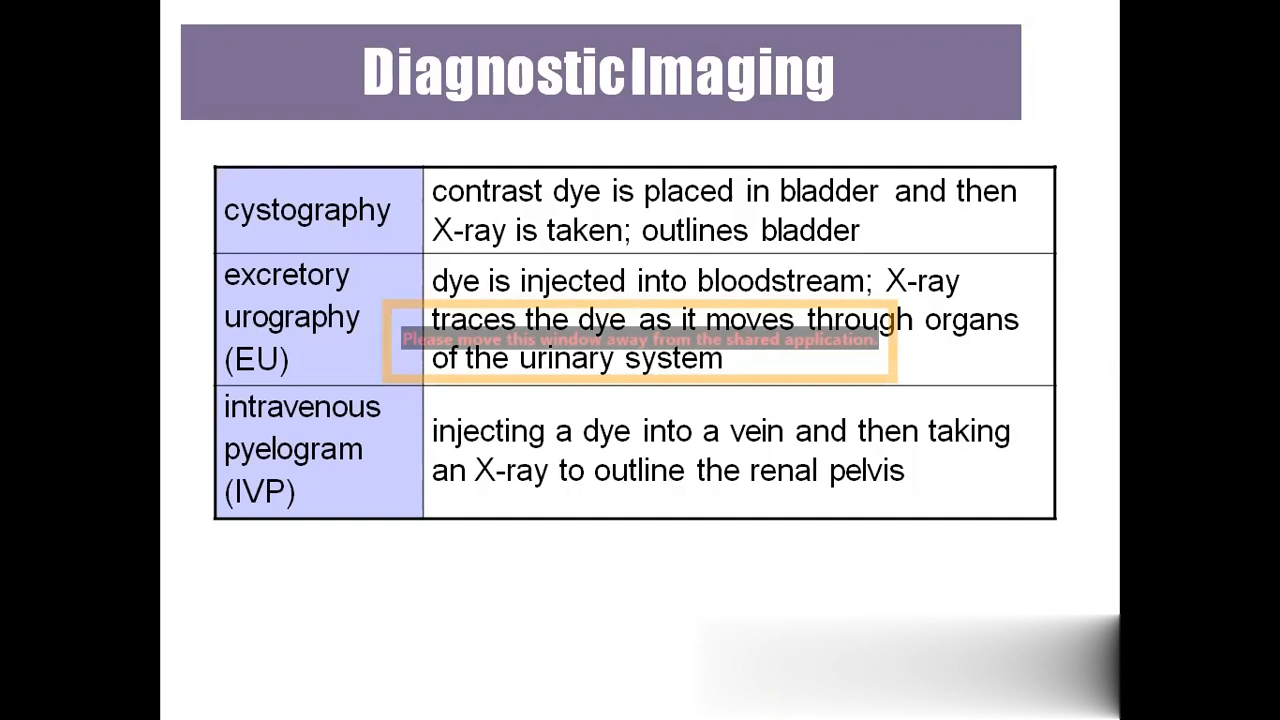 Diagnostic Imaging
cystography
contrast dye is placed in bladder and then
X-ray is taken; outlines bladder
excretory
urography
(EU)
dye is injected into bloodstream; X-ray
traces the dye as it moves through organs
Please move this window away from the shared application.
of the urinary system
intravenous
pyelogram
(IVP)
injecting a dye into a vein and then taking
an X-ray to outline the renal pelvis